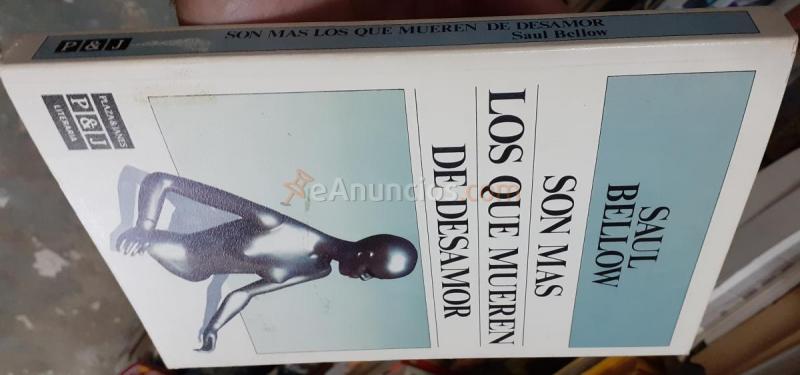 P&J
SON MAS LOS QUE MUEREN DE DESAMOR
Saul Bellow
SAUL
BELLOW
SON MAS
LOS QUE MUEREN
DE DESAMOR
PLAZA & JANES
P&J
LITERARIA
eAnuncios.com